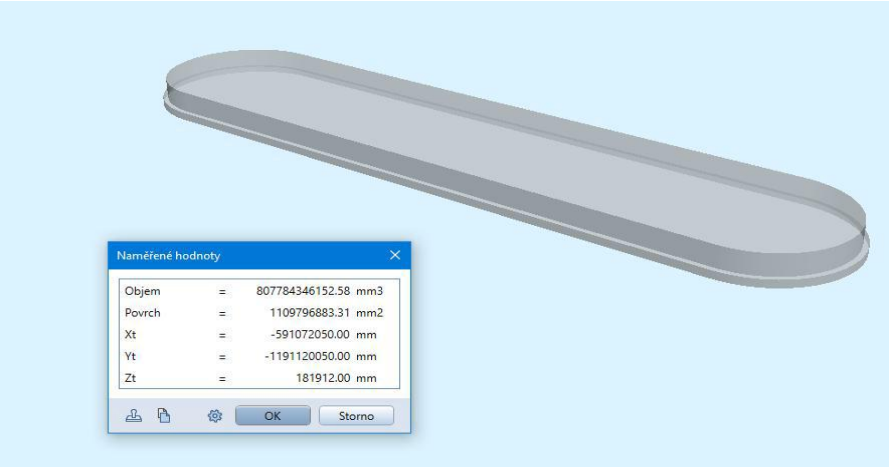 Naměřené hodnoty
Objem = 807784346152.58 mm3
Povrch = 1109796883.31 mm2
Xt = -591072050.00 mm
Yt = -1191120050.00 mm
Zt = 181912.00 mm
OK Storno